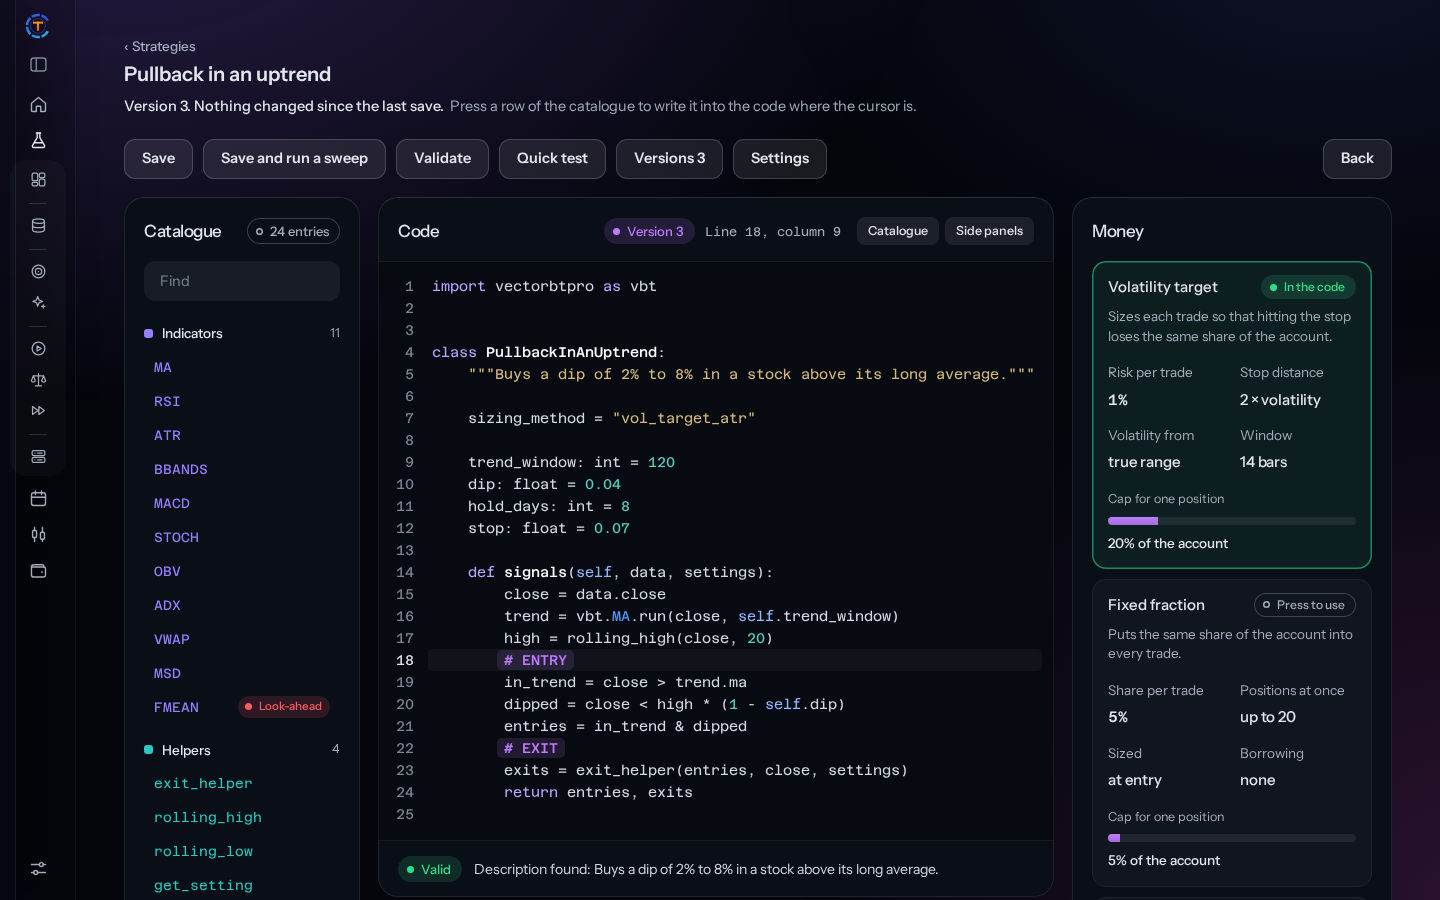 T
‹ Strategies
Pullback in an uptrend
Version 3. Nothing changed since the last save. Press a row of the catalogue to write it into the code where the cursor is.
Save
Save and run a sweep
Validate
Quick test
Versions 3
Settings
Back
Catalogue
24 entries
Find
Indicators 11
MA
RSI
ATR
BBANDS
MACD
STOCH
OBV
ADX
VWAP
MSD
FMEAN Look-ahead
Helpers 4
exit_helper
rolling_high
rolling_low
get_setting
Code
Version 3
Line 18, column 9
Catalogue
Side panels
1 import vectorbtpro as vbt
2
3
4 class PullbackInAnUptrend:
5     """Buys a dip of 2% to 8% in a stock above its long average."""
6
7     sizing_method = "vol_target_atr"
8
9     trend_window: int = 120
10     dip: float = 0.04
11     hold_days: int = 8
12     stop: float = 0.07
13
14     def signals(self, data, settings):
15         close = data.close
16         trend = vbt.MA.run(close, self.trend_window)
17         high = rolling_high(close, 20)
18         # ENTRY
19         in_trend = close > trend.ma
20         dipped = close < high * (1 - self.dip)
21         entries = in_trend & dipped
22         # EXIT
23         exits = exit_helper(entries, close, settings)
24         return entries, exits
25
Valid
Description found: Buys a dip of 2% to 8% in a stock above its long average.
Money
Volatility target
In the code
Sizes each trade so that hitting the stop
loses the same share of the account.
Risk per trade Stop distance
1% 2 × volatility
Volatility from Window
true range 14 bars
Cap for one position
20% of the account
Fixed fraction
Press to use
Puts the same share of the account into
every trade.
Share per trade Positions at once
5% up to 20
Sized Borrowing
at entry none
Cap for one position
5% of the account